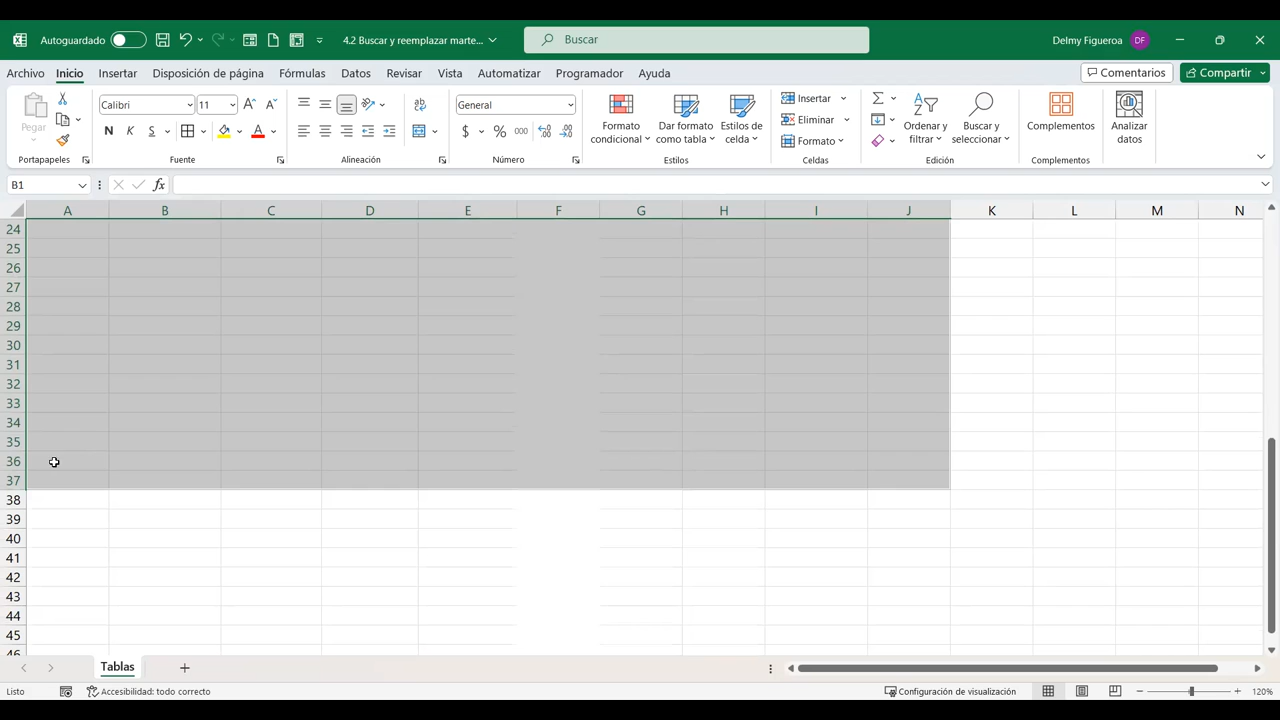 Autoguardado
4.2 Buscar y reemplazar marte...
Buscar
Delmy Figueroa
DF
Archivo Inicio Insertar Disposición de página Fórmulas Datos Revisar Vista Automatizar Programador Ayuda
Comentarios
Compartir
Pegar
Portapapeles
Calibri
11
N K S
Fuente
Alineación
General
$ % 000
Número
Formato condicional
Dar formato como tabla
Estilos de celda
Estilos
Insertar
Eliminar
Formato
Celdas
Ordenar y filtrar
Buscar y seleccionar
Edición
Complementos
Complementos
Analizar datos
B1
fx
A B C D E F G H I J K L M N
24
25
26
27
28
29
30
31
32
33
34
35
36
37
38
39
40
41
42
43
44
45
46
Tablas
Listo
Accesibilidad: todo correcto
Configuración de visualización
120%